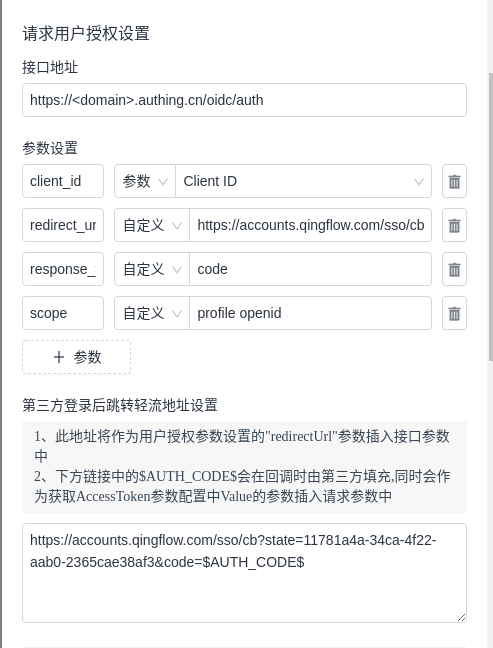 请求用户授权设置
接口地址
https://<domain>.authing.cn/oidc/auth
参数设置
client_id 参数 Client ID
redirect_ur 自定义 https://accounts.qingflow.com/sso/cb
response_ 自定义 code
scope 自定义 profile openid
+ 参数
第三方登录后跳转轻流地址设置
1、此地址将作为用户授权参数设置的"redirectUrl"参数插入接口参数
中
2、下方链接中的$AUTH_CODE$会在回调时由第三方填充,同时会作
为获取AccessToken参数配置中Value的参数插入请求参数中
https://accounts.qingflow.com/sso/cb?state=11781a4a-34ca-4f22-
aab0-2365cae38af3&code=$AUTH_CODE$